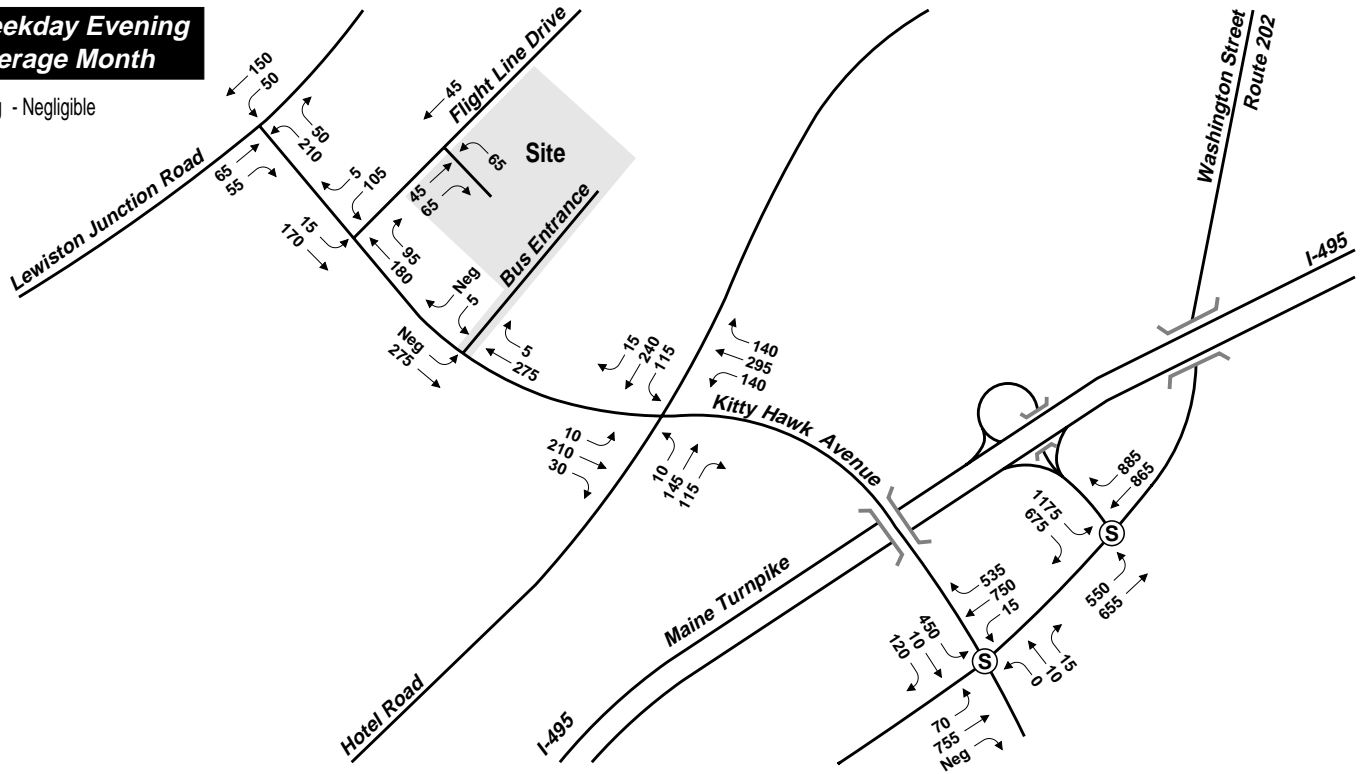 eekday Evening
erage Month
- Negligible
150
50
50
210
65
55
Lewiston Junction Road
45
Flight Line Drive
65
Site
45
65
5
105
15
170
95
180
Bus Entrance
Neg
5
Neg
275
5
275
15
240
115
140
295
140
10
210
30
10
145
115
Kitty Hawk Avenue
Hotel Road
Maine Turnpike
I-495
Washington Street
Route 202
I-495
885
865
1175
675
S
550
655
535
750
15
450
10
120
S
0
10
15
70
755
Neg